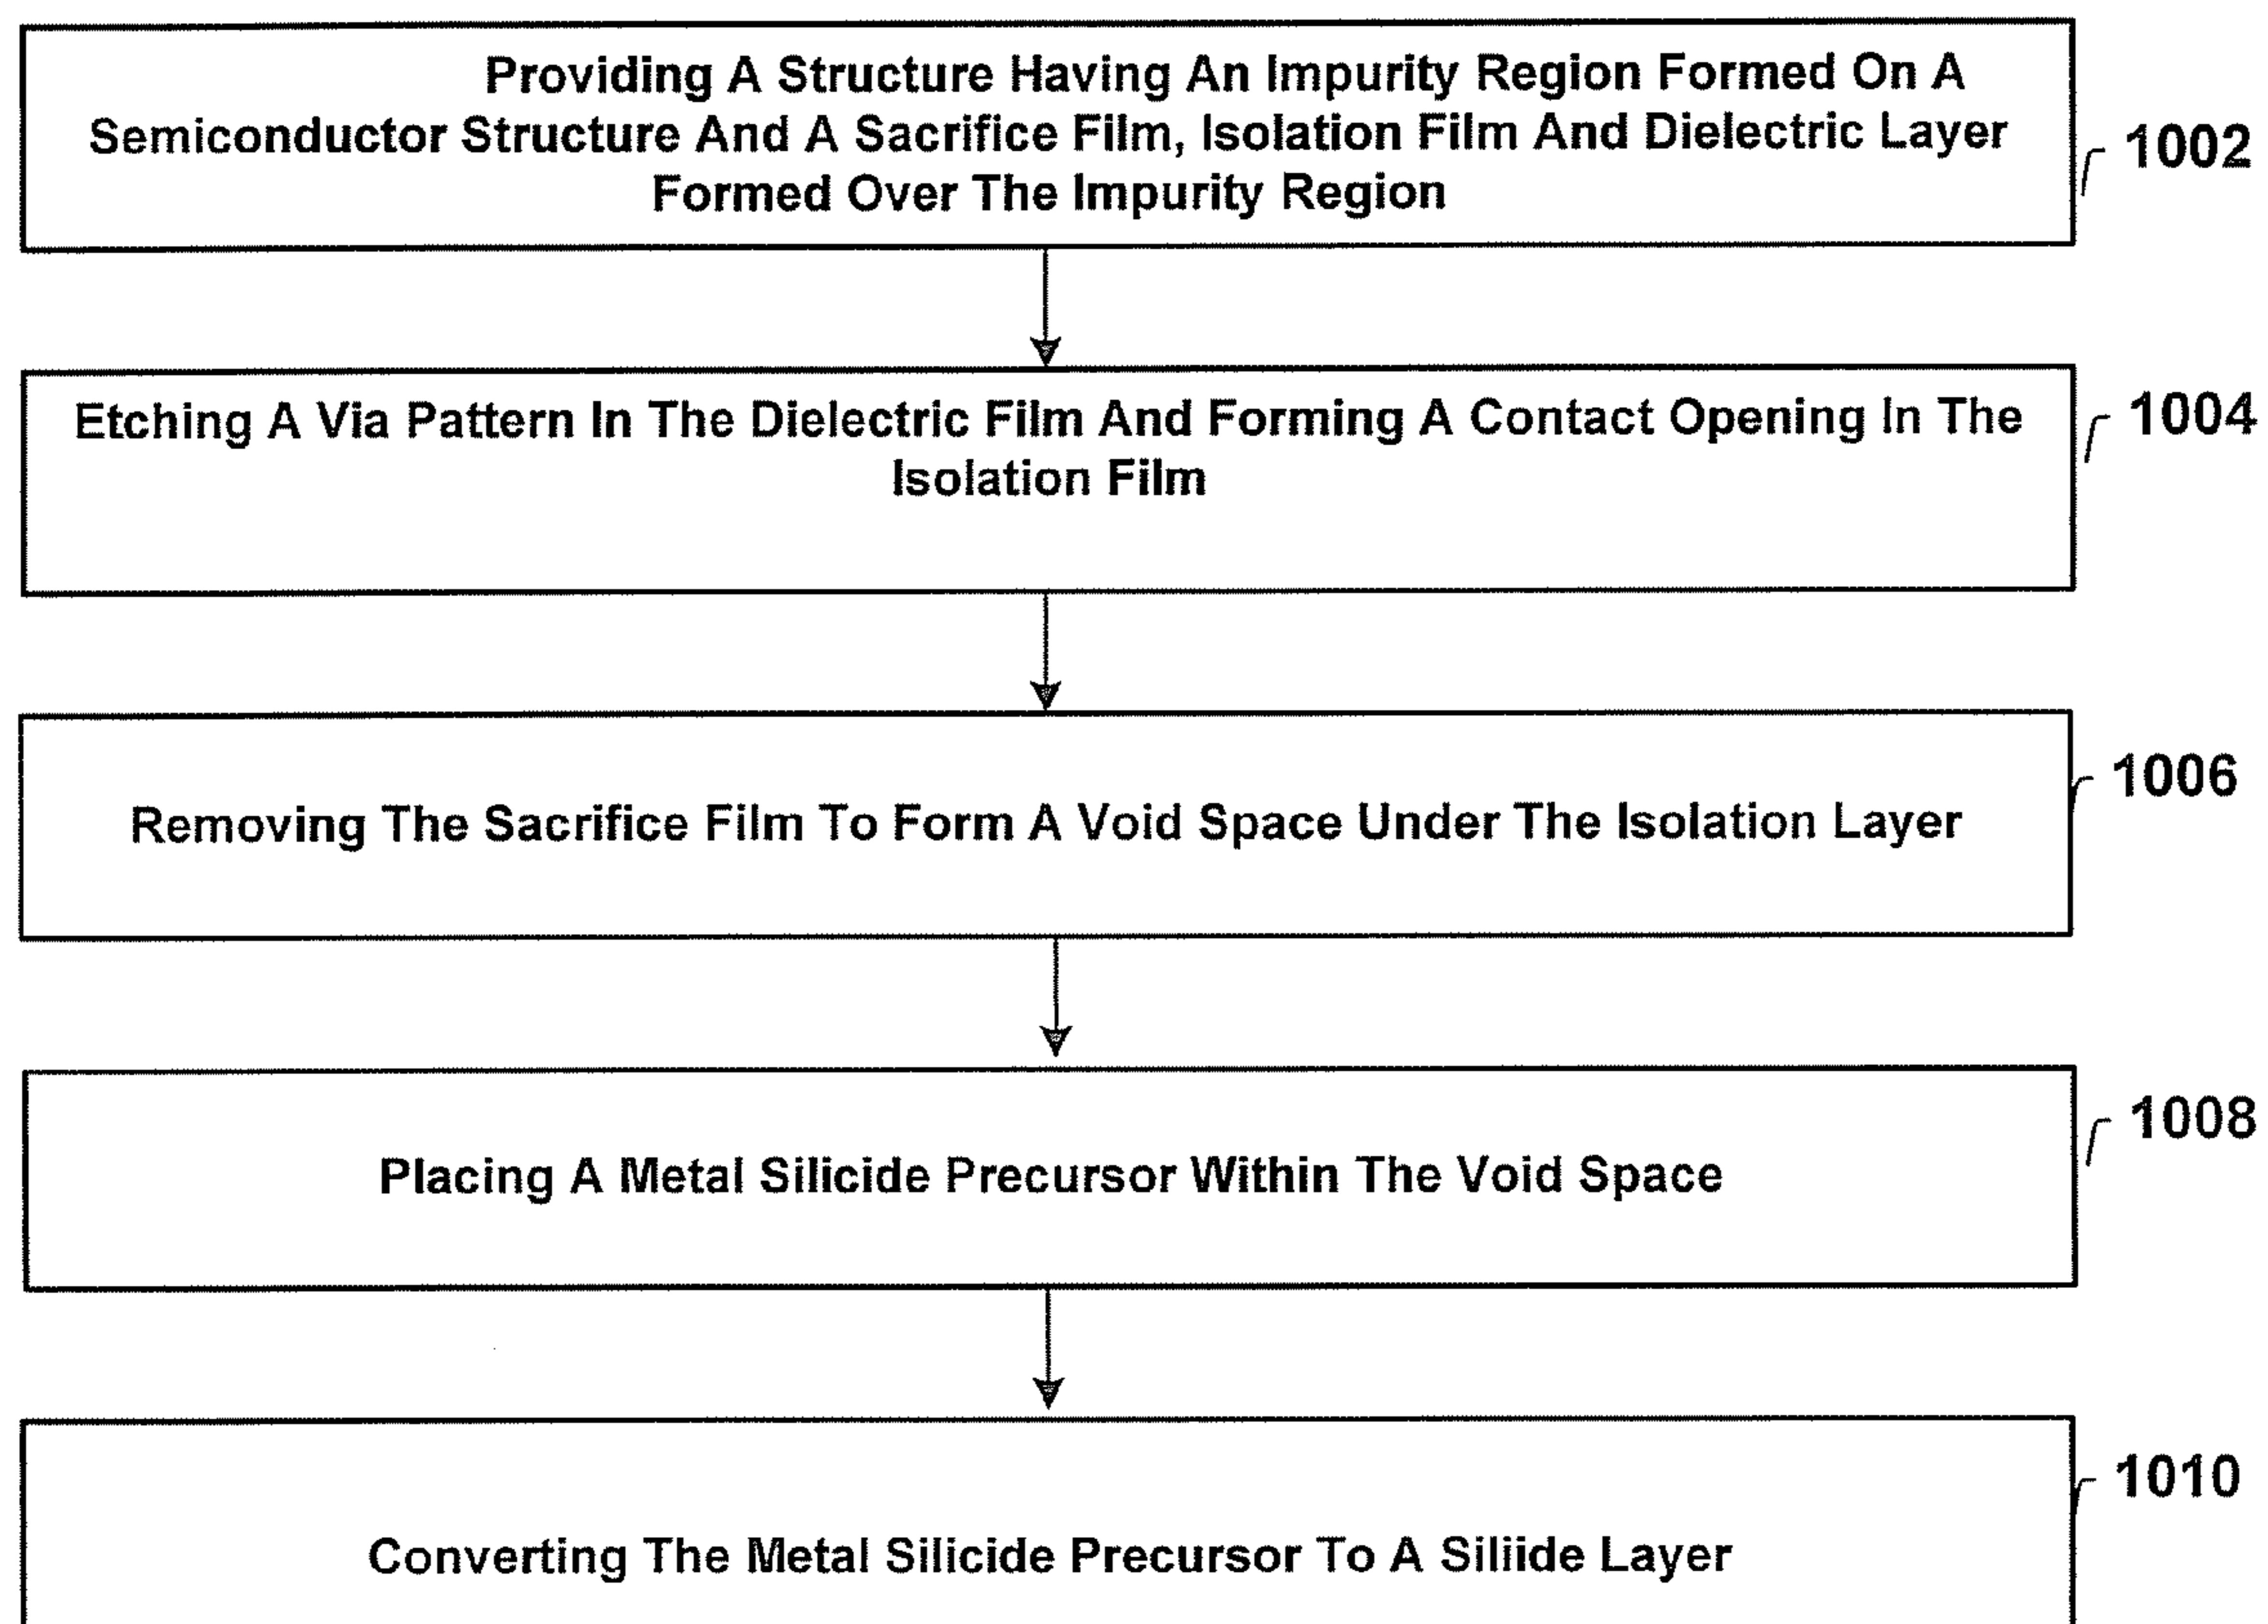 Providing A Structure Having An Impurity Region Formed On A
Semiconductor Structure And A Sacrifice Film, Isolation Film And Dielectric Layer
Formed Over The Impurity Region
1002
Etching A Via Pattern In The Dielectric Film And Forming A Contact Opening In The
Isolation Film
1004
Removing The Sacrifice Film To Form A Void Space Under The Isolation Layer
1006
Placing A Metal Silicide Precursor Within The Void Space
1008
Converting The Metal Silicide Precursor To A Siliide Layer
1010